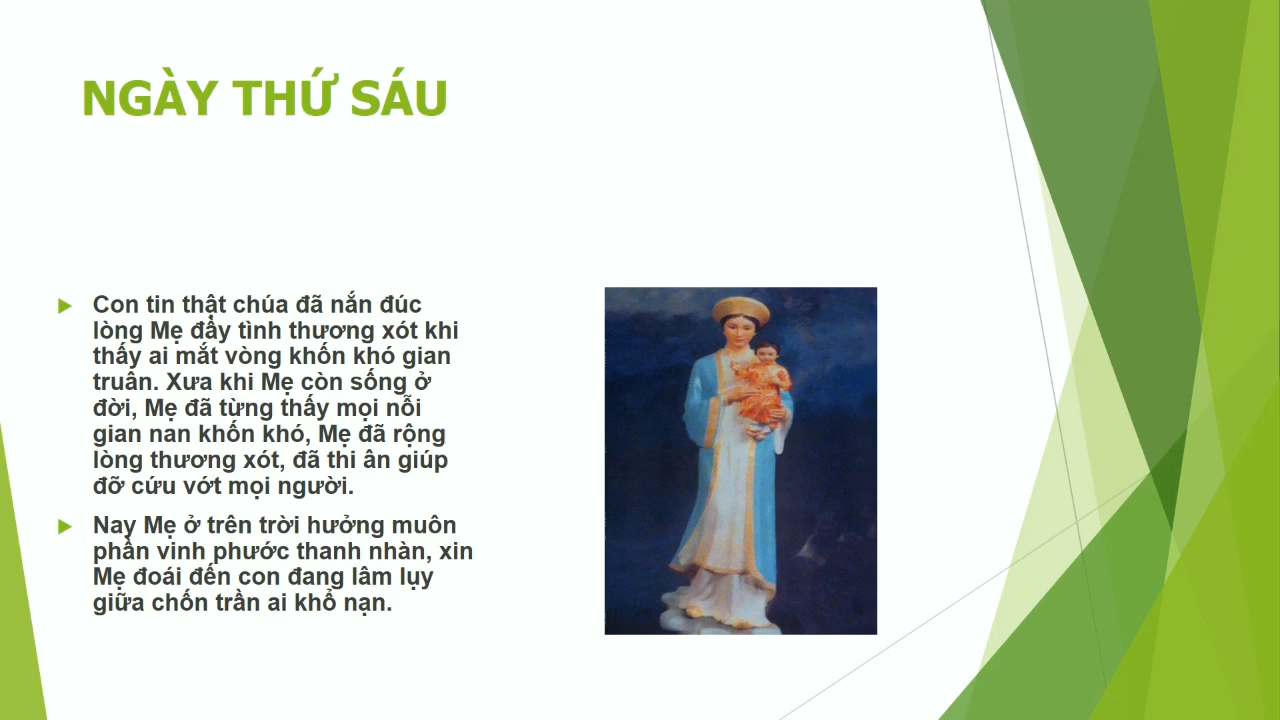 NGÀY THỨ SÁU
Con tin thật chúa đã nắn đúc
lòng Mẹ đầy tình thương xót khi
thấy ai mắt vòng khốn khó gian
truân. Xưa khi Mẹ còn sống ở
đời, Mẹ đã từng thấy mọi nỗi
gian nan khốn khó, Mẹ đã rộng
lòng thương xót, đã thi ân giúp
đỡ cứu vớt mọi người.
Nay Mẹ ở trên trời hưởng muôn
phần vinh phước thanh nhàn, xin
Mẹ đoái đến con đang lâm lụy
giữa chốn trần ai khổ nạn.